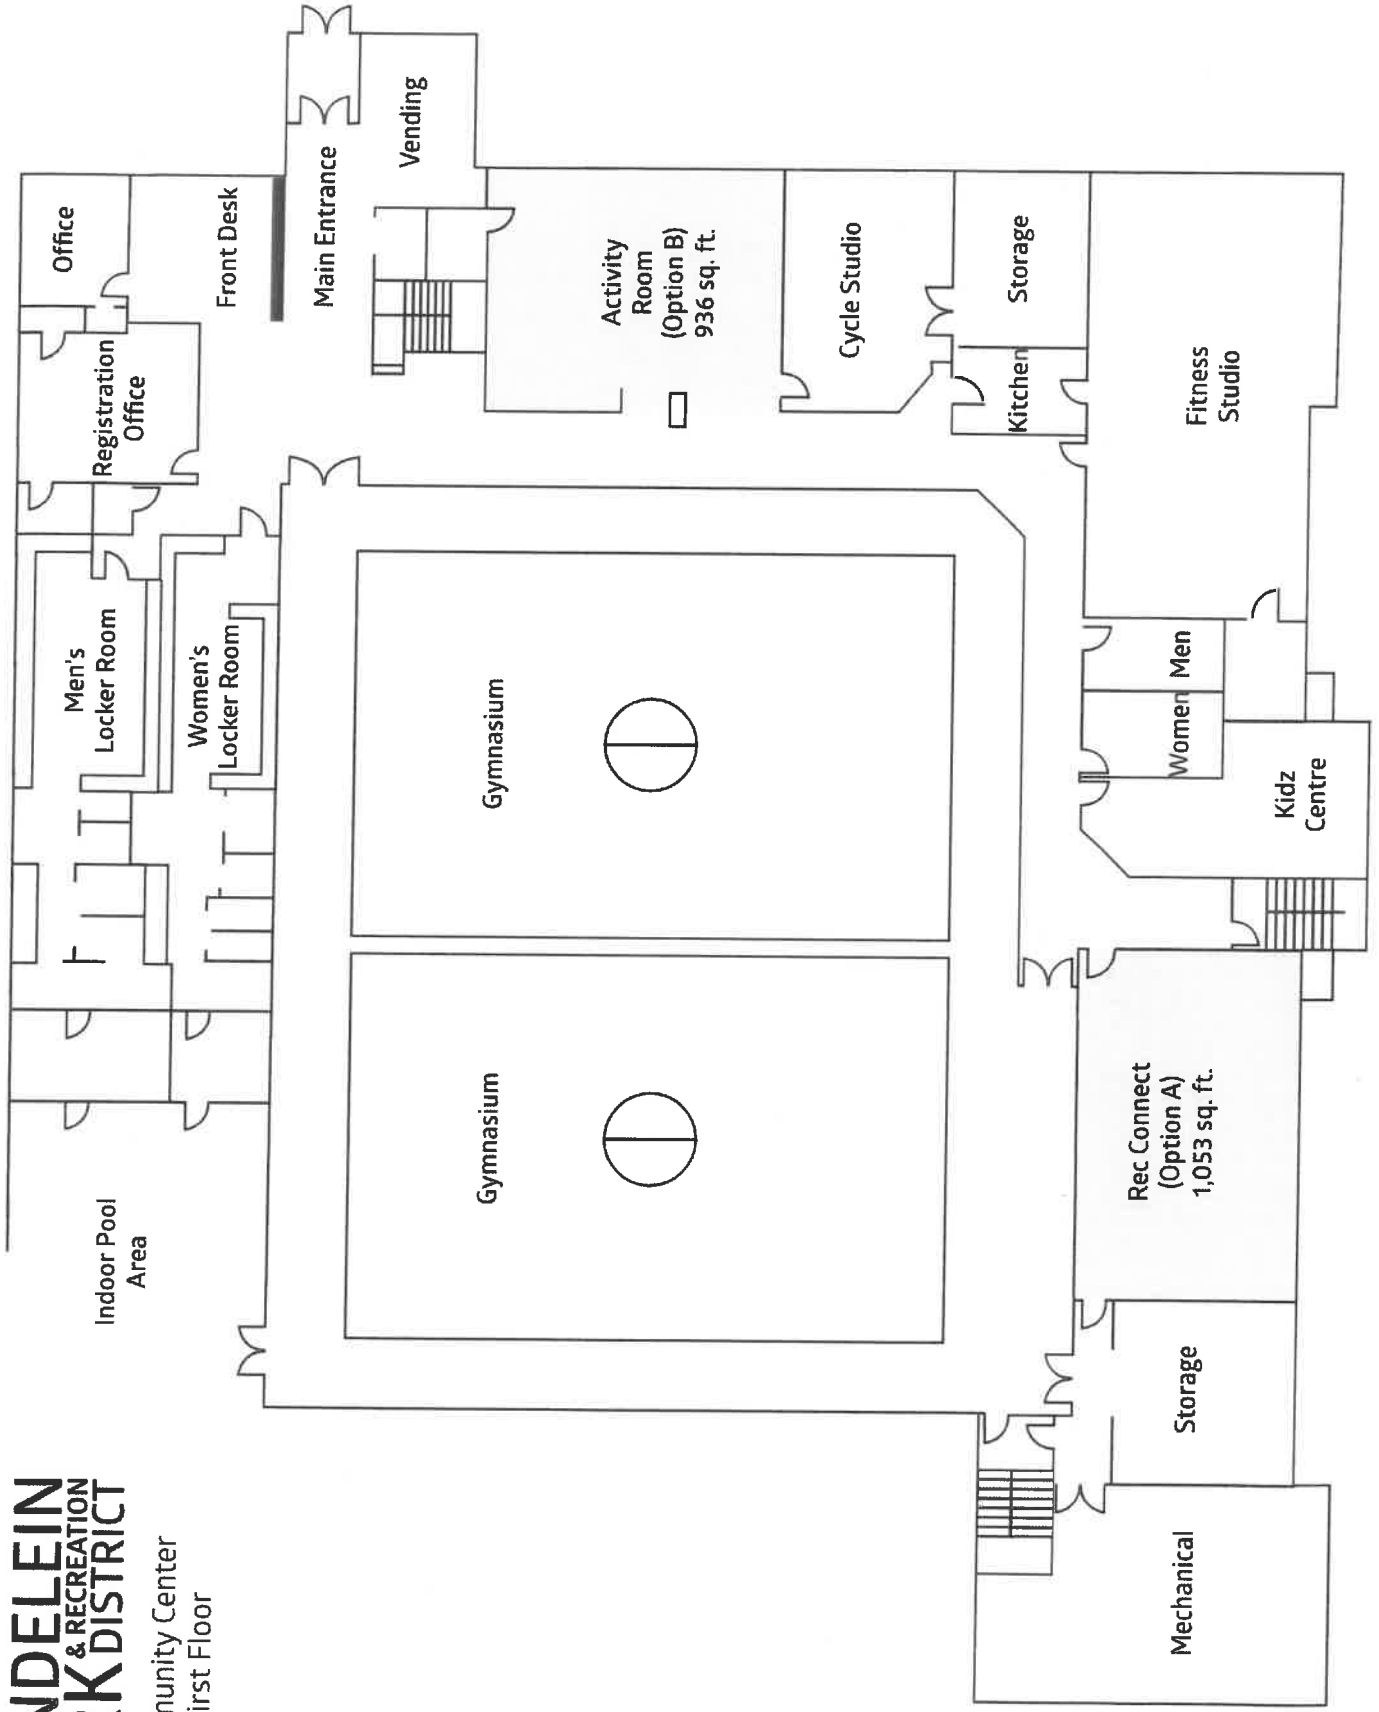 NDELEIN
K & RECREATION
DISTRICT
munity Center
irst Floor
Indoor Pool
Area
Men's
Locker Room
Women's
Locker Room
Registration
Office
Office
Front Desk
Main Entrance
Vending
Gymnasium
Gymnasium
Activity
Room
(Option B)
936 sq. ft.
Cycle Studio
Kitchen
Storage
Mechanical
Storage
Rec Connect
(Option A)
1,053 sq. ft.
Kidz
Centre
Women
Men
Fitness
Studio